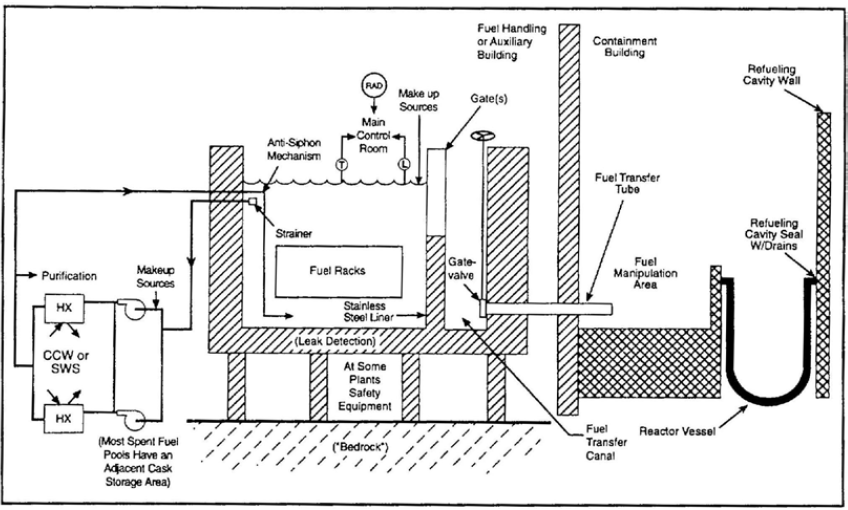 Fuel Handling
or Auxiliary
Building
Containment
Building
Refueling
Cavity Wall
RAD
Main
Control
Room
Make up
Sources
Gate(s)
Anti-Siphon
Mechanism
T
L
Fuel Transfer
Tube
Strainer
Refueling
Cavity Seal
W/Drains
Fuel Racks
Gate-
valve
Fuel
Manipulation
Area
Purification
Makeup
Sources
HX
Stainless
Steel Liner
(Leak Detection)
CCW or
SWS
At Some
Plants
Safety
Equipment
HX
Reactor Vessel
Fuel
Transfer
Canal
("Bedrock")
(Most Spent Fuel
Pools Have an
Adjacent Cask
Storage Area)